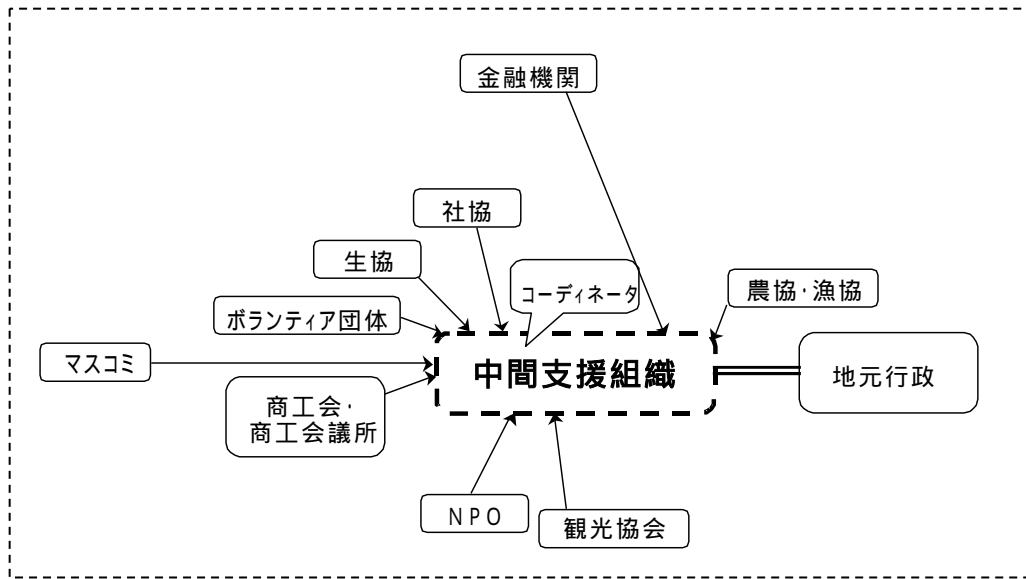 金融機関
社協
生協
コーディネータ
農協・漁協
ボランティア団体
マスコミ
中間支援組織
地元行政
商工会・
商工会議所
NPO
観光協会